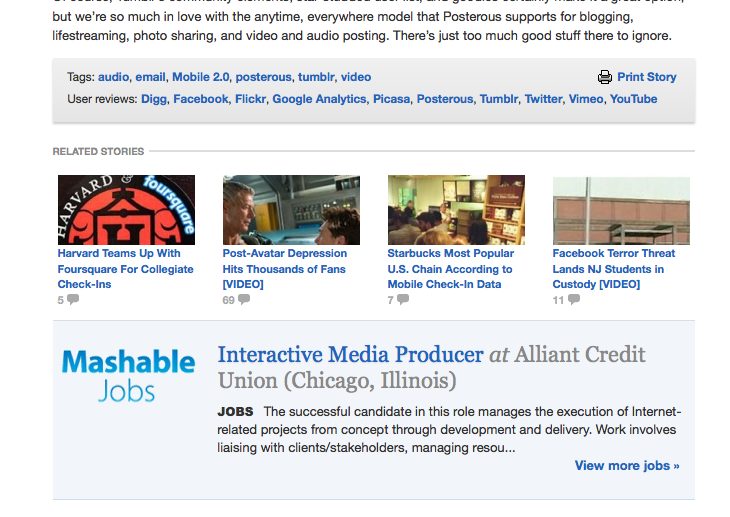 but we're so much in love with the anytime, everywhere model that Posterous supports for blogging,
lifestreaming, photo sharing, and video and audio posting. There's just too much good stuff there to ignore.
Tags: audio, email, Mobile 2.0, posterous, tumblr, video
Print Story
User reviews: Digg, Facebook, Flickr, Google Analytics, Picasa, Posterous, Tumblr, Twitter, Vimeo, YouTube
RELATED STORIES
HARVARD & foursquare
Harvard Teams Up With
Foursquare For Collegiate
Check-Ins
5
Post-Avatar Depression
Hits Thousands of Fans
[VIDEO]
69
Starbucks Most Popular
U.S. Chain According to
Mobile Check-In Data
7
Facebook Terror Threat
Lands NJ Students in
Custody [VIDEO]
11
Mashable
Jobs
Interactive Media Producer at Alliant Credit
Union (Chicago, Illinois)
JOBS The successful candidate in this role manages the execution of Internet-
related projects from concept through development and delivery. Work involves
liaising with clients/stakeholders, managing resou...
View more jobs »